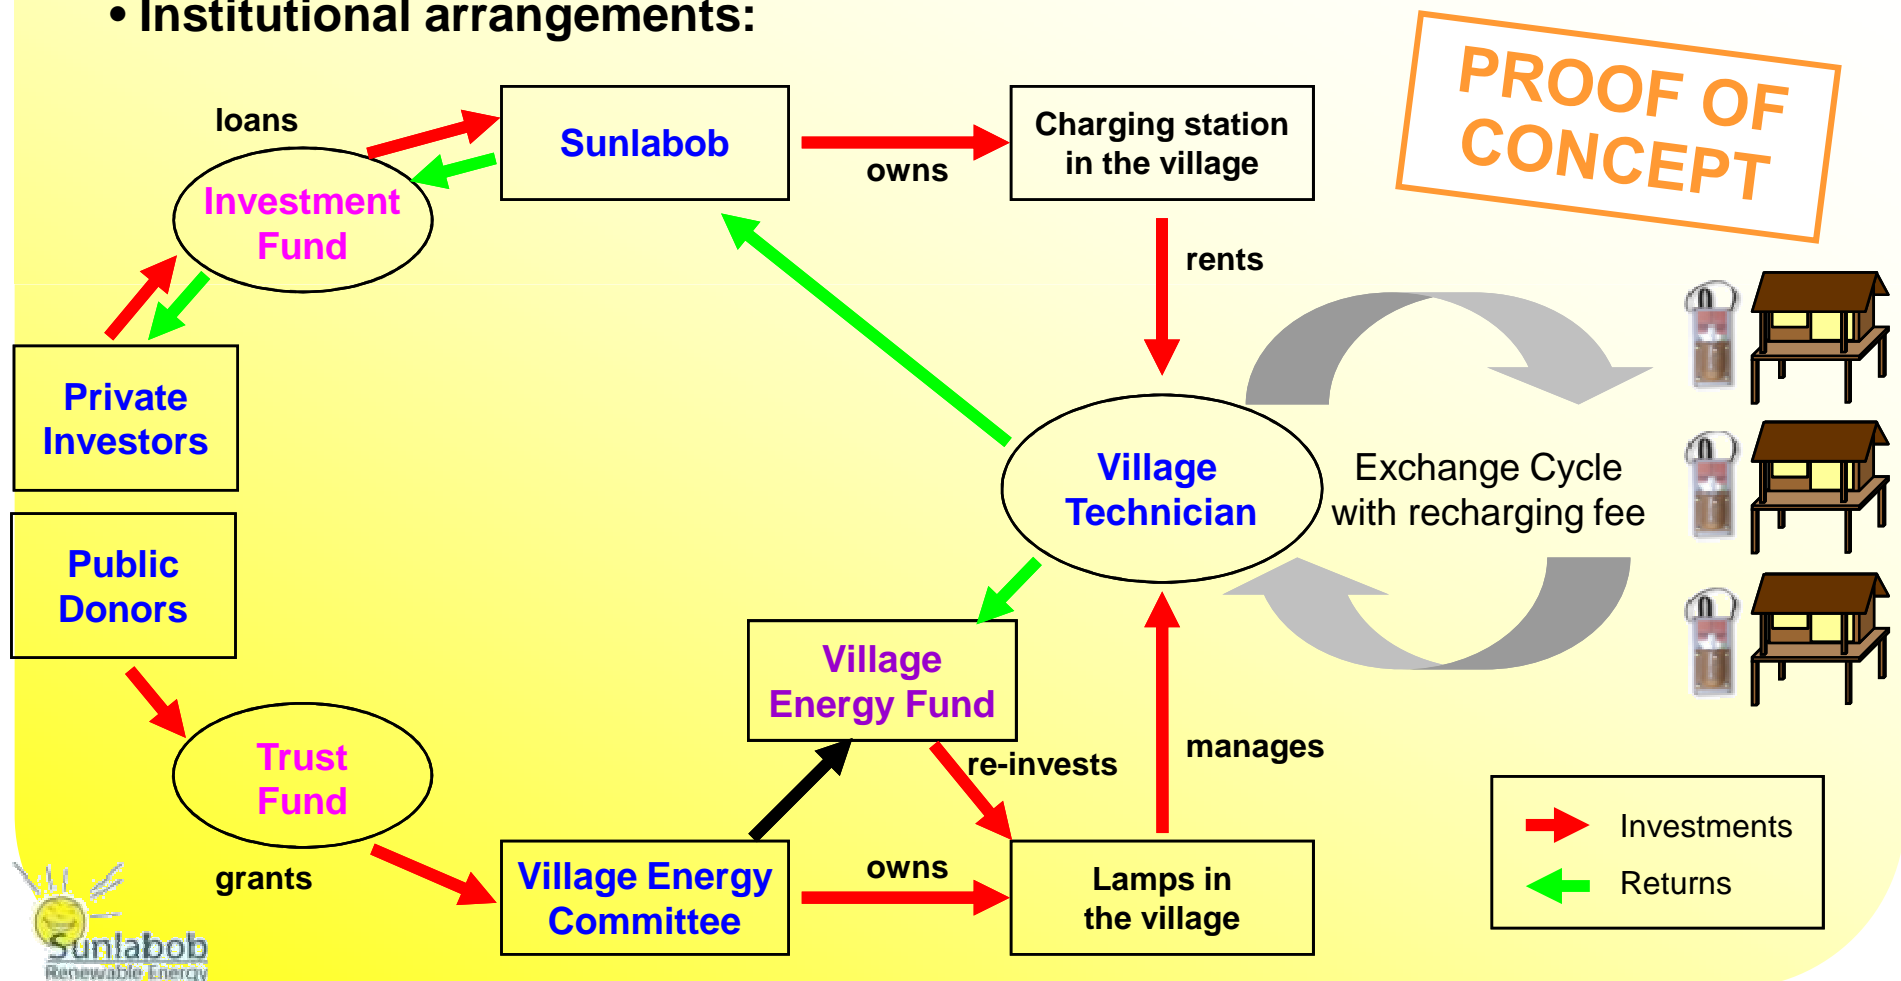 • Institutional arrangements:
PROOF OF
CONCEPT
loans
Sunlabob
owns
Charging station
in the village
Investment
Fund
rents
Private
Investors
Village
Technician
Exchange Cycle
with recharging fee
Public
Donors
Village
Energy Fund
re-invests
manages
Trust
Fund
grants
Village Energy
Committee
owns
Lamps in
the village
Investments
Returns
Sunlabob
Renewable Energy